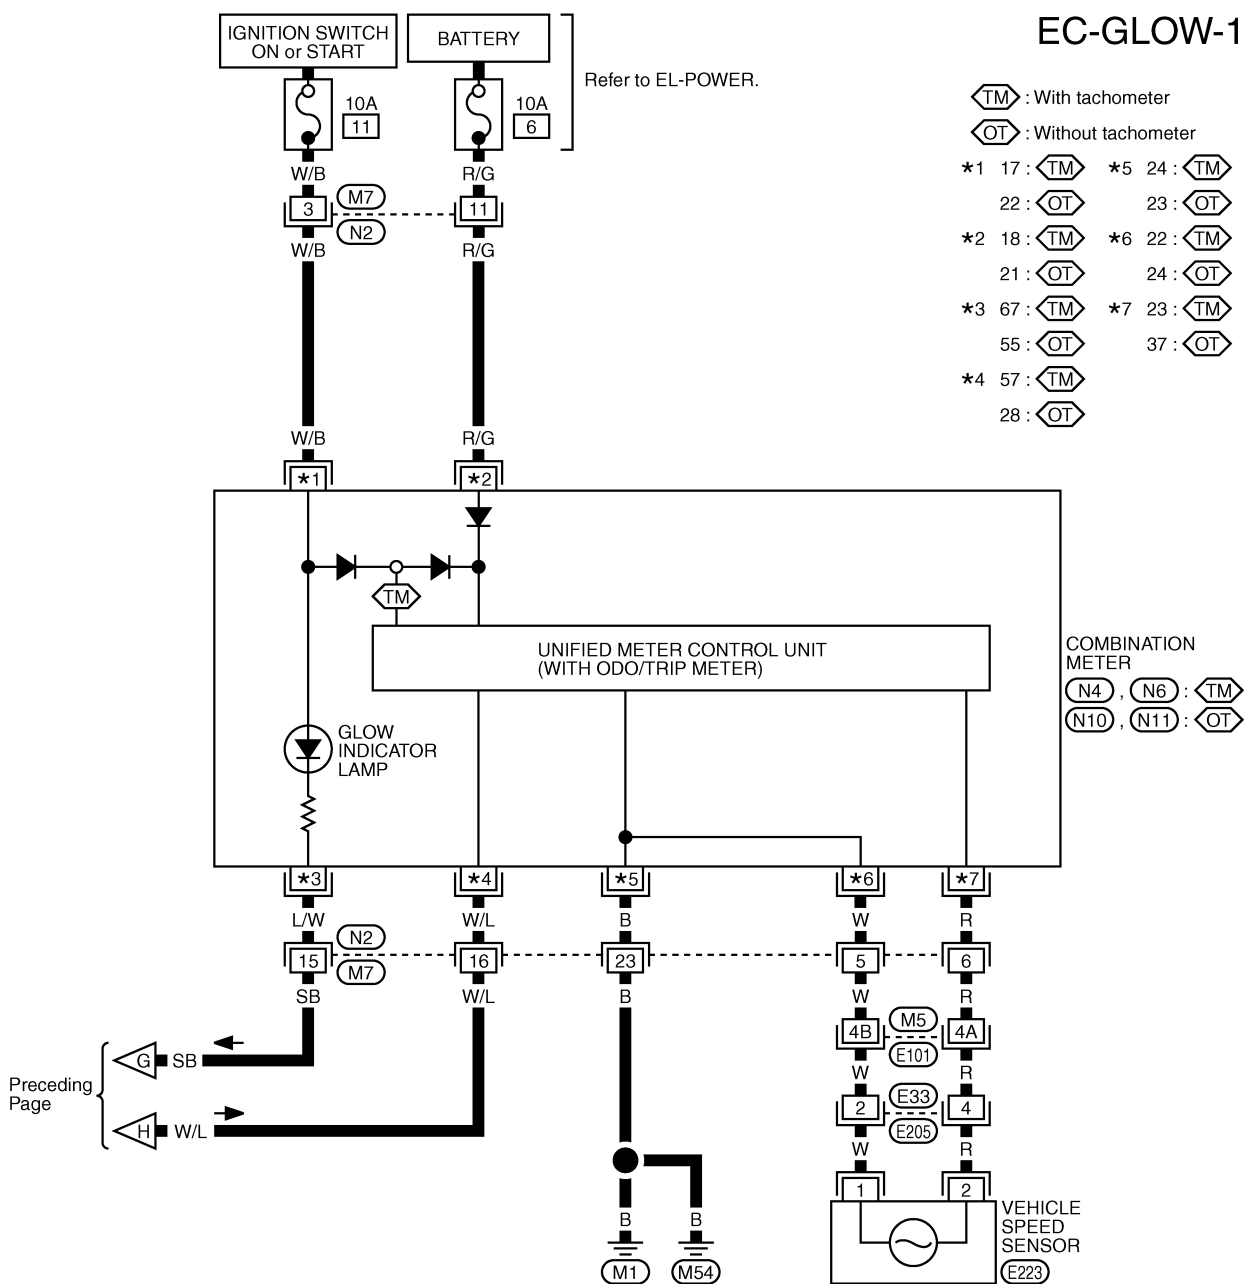 EC-GLOW-1
IGNITION SWITCH
ON or START
BATTERY
Refer to EL-POWER.
10A
11
10A
6
TM : With tachometer
OT : Without tachometer
*1 17 : TM *5 24 : TM
22 : OT 23 : OT
*2 18 : TM *6 22 : TM
21 : OT 24 : OT
*3 67 : TM *7 23 : TM
55 : OT 37 : OT
*4 57 : TM
28 : OT
W/B R/G
3 M7 11
N2
W/B R/G
W/B R/G
*1 *2
TM
UNIFIED METER CONTROL UNIT
(WITH ODO/TRIP METER)
COMBINATION
METER
N4 , N6 : TM
N10 , N11 : OT
GLOW
INDICATOR
LAMP
*3 *4 *5 *6 *7
L/W W/L B W R
N2
15 16 23 5 6
M7
SB W/L B W R
M5
4B 4A
E101
G SB
W R
Preceding
Page
E33
2 4
E205
H W/L
W R
1 2
B B
M1 M54
VEHICLE
SPEED
SENSOR
E223